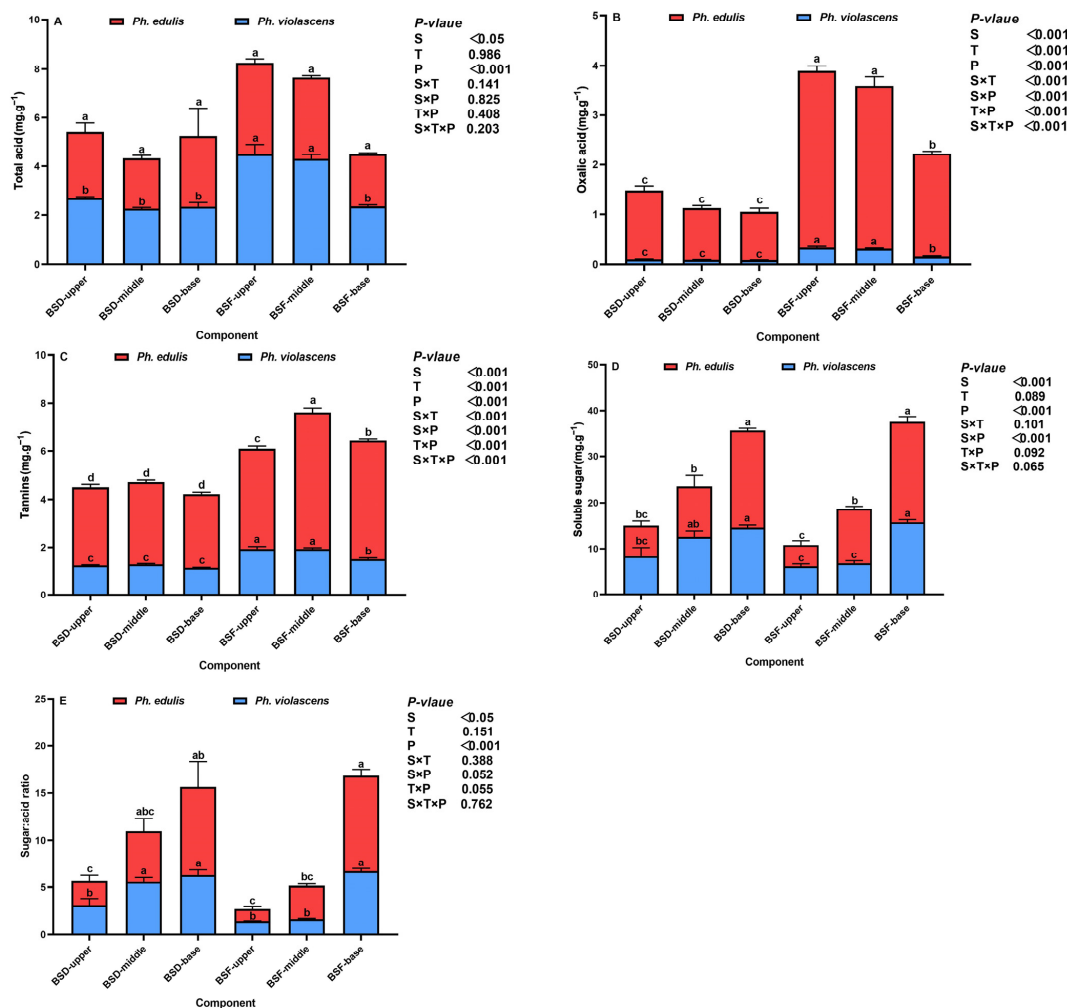 A
Ph. edulis
Ph. violascens
P-vlaue
S <0.05
T 0.986
P <0.001
S×T 0.141
S×P 0.825
T×P 0.408
S×T×P 0.203
Total acid (mg.g⁻¹)
10
8
6
4
2
0
a a a a a a
b b b a a b
BSD-upper
BSD-middle
BSD-base
BSF-upper
BSF-middle
BSF-base
Component
B
Ph. edulis
Ph. violascens
P-vlaue
S <0.001
T <0.001
P <0.001
S×T <0.001
S×P <0.001
T×P <0.001
S×T×P <0.001
Oxalic acid (mg.g⁻¹)
5
4
3
2
1
0
c c c a a b
c c c a a b
BSD-upper
BSD-middle
BSD-base
BSF-upper
BSF-middle
BSF-base
Component
C
Ph. edulis
Ph. violascens
P-vlaue
S <0.001
T <0.001
P <0.001
S×T <0.001
S×P <0.001
T×P <0.001
S×T×P <0.001
Tannins (mg.g⁻¹)
10
8
6
4
2
0
d d d c a b
c c c a a b
BSD-upper
BSD-middle
BSD-base
BSF-upper
BSF-middle
BSF-base
Component
D
Ph. edulis
Ph. violascens
P-vlaue
S <0.001
T 0.089
P <0.001
S×T 0.101
S×P <0.001
T×P 0.092
S×T×P 0.065
Soluble sugar(mg.g⁻¹)
50
40
30
20
10
0
bc b a c b a
bc ab a c c a
BSD-upper
BSD-middle
BSD-base
BSF-upper
BSF-middle
BSF-base
Component
E
Ph. edulis
Ph. violascens
P-vlaue
S <0.05
T 0.151
P <0.001
S×T 0.388
S×P 0.052
T×P 0.055
S×T×P 0.762
Sugar:acid ratio
25
20
15
10
5
0
c abc ab c bc a
b a a b b a
BSD-upper
BSD-middle
BSD-base
BSF-upper
BSF-middle
BSF-base
Component